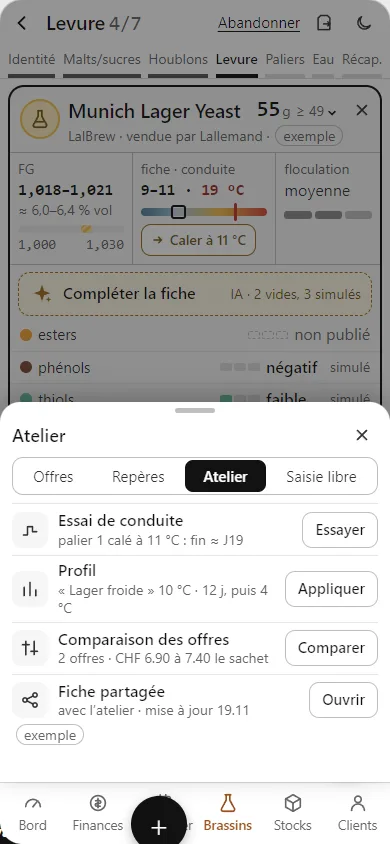 Levure 4/7
Abandonner
Identité Malts/sucres Houblons Levure Paliers Eau Récap.
Munich Lager Yeast 55 g ≥ 49
LalBrew · vendue par Lallemand · exemple
FG
1,018–1,021
≈ 6,0–6,4 % vol
1,000 1,030
fiche · conduite
9–11 · 19 °C
→ Caler à 11 °C
floculation
moyenne
Compléter la fiche IA · 2 vides, 3 simulés
esters non publié
phénols négatif simulé
thiols faible simulé
Atelier
Offres Repères Atelier Saisie libre
Essai de conduite
palier 1 calé à 11 °C : fin ≈ J19
Essayer
Profil
« Lager froide » 10 °C · 12 j, puis 4
°C
Appliquer
Comparaison des offres
2 offres · CHF 6.90 à 7.40 le sachet
Comparer
Fiche partagée
avec l'atelier · mise à jour 19.11
Ouvrir
exemple
Bord Finances Brassins Stocks Clients